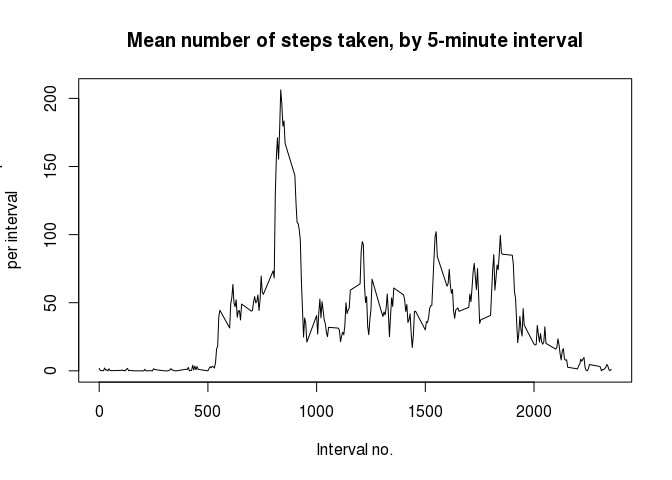 Mean number of steps taken, by 5-minute interval
per interval
200
150
100
50
0
0 500 1000 1500 2000
Interval no.